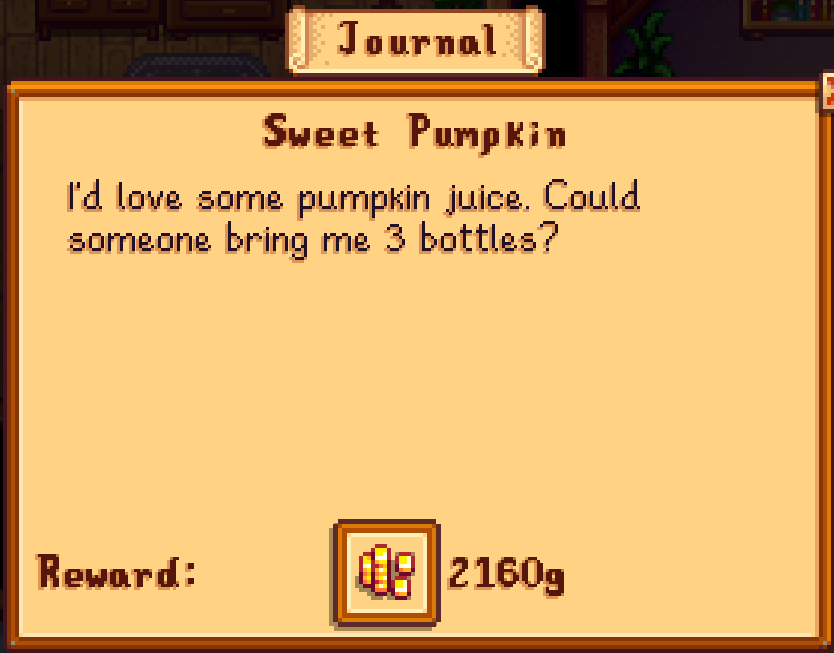 Journal
Sweet Pumpkin
I'd love some pumpkin juice. Could
someone bring me 3 bottles?
Reward:
2160g